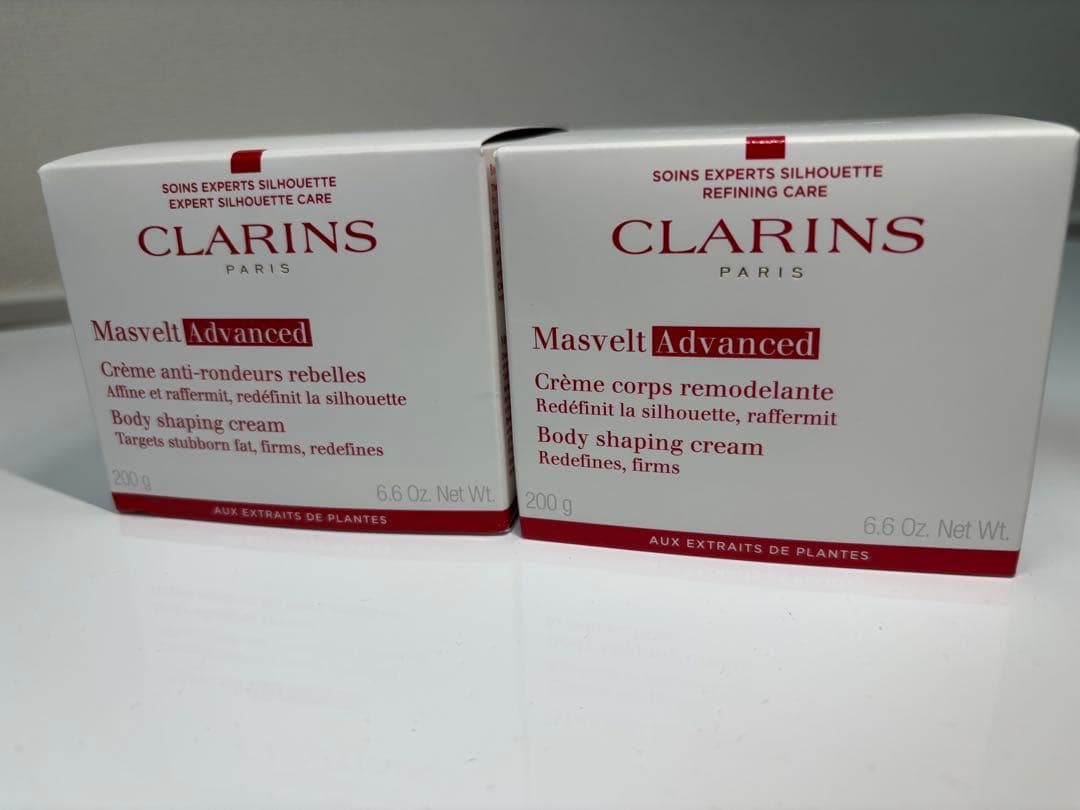 SOINS EXPERTS SILHOUETTE
EXPERT SILHOUETTE CARE
CLARINS
PARIS
Masvelt Advanced
Crème anti-rondeurs rebelles
Affine et raffermit, redéfinit la silhouette
Body shaping cream
Targets stubborn fat, firms, redefines
200 g
6.6 Oz. Net Wt.
AUX EXTRAITS DE PLANTES
SOINS EXPERTS SILHOUETTE
REFINING CARE
CLARINS
PARIS
Masvelt Advanced
Crème corps remodelante
Redéfinit la silhouette, raffermit
Body shaping cream
Redefines, firms
200 g
6.6 Oz. Net Wt.
AUX EXTRAITS DE PLANTES